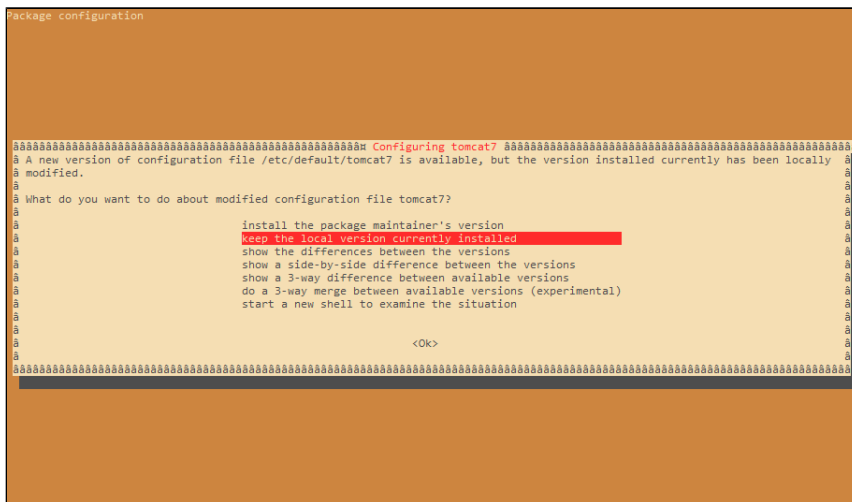 Package configuration
Configuring tomcat7
A new version of configuration file /etc/default/tomcat7 is available, but the version installed currently has been locally
modified.
What do you want to do about modified configuration file tomcat7?
install the package maintainer's version
keep the local version currently installed
show the differences between the versions
show a side-by-side difference between the versions
show a 3-way difference between available versions
do a 3-way merge between available versions (experimental)
start a new shell to examine the situation
<Ok>